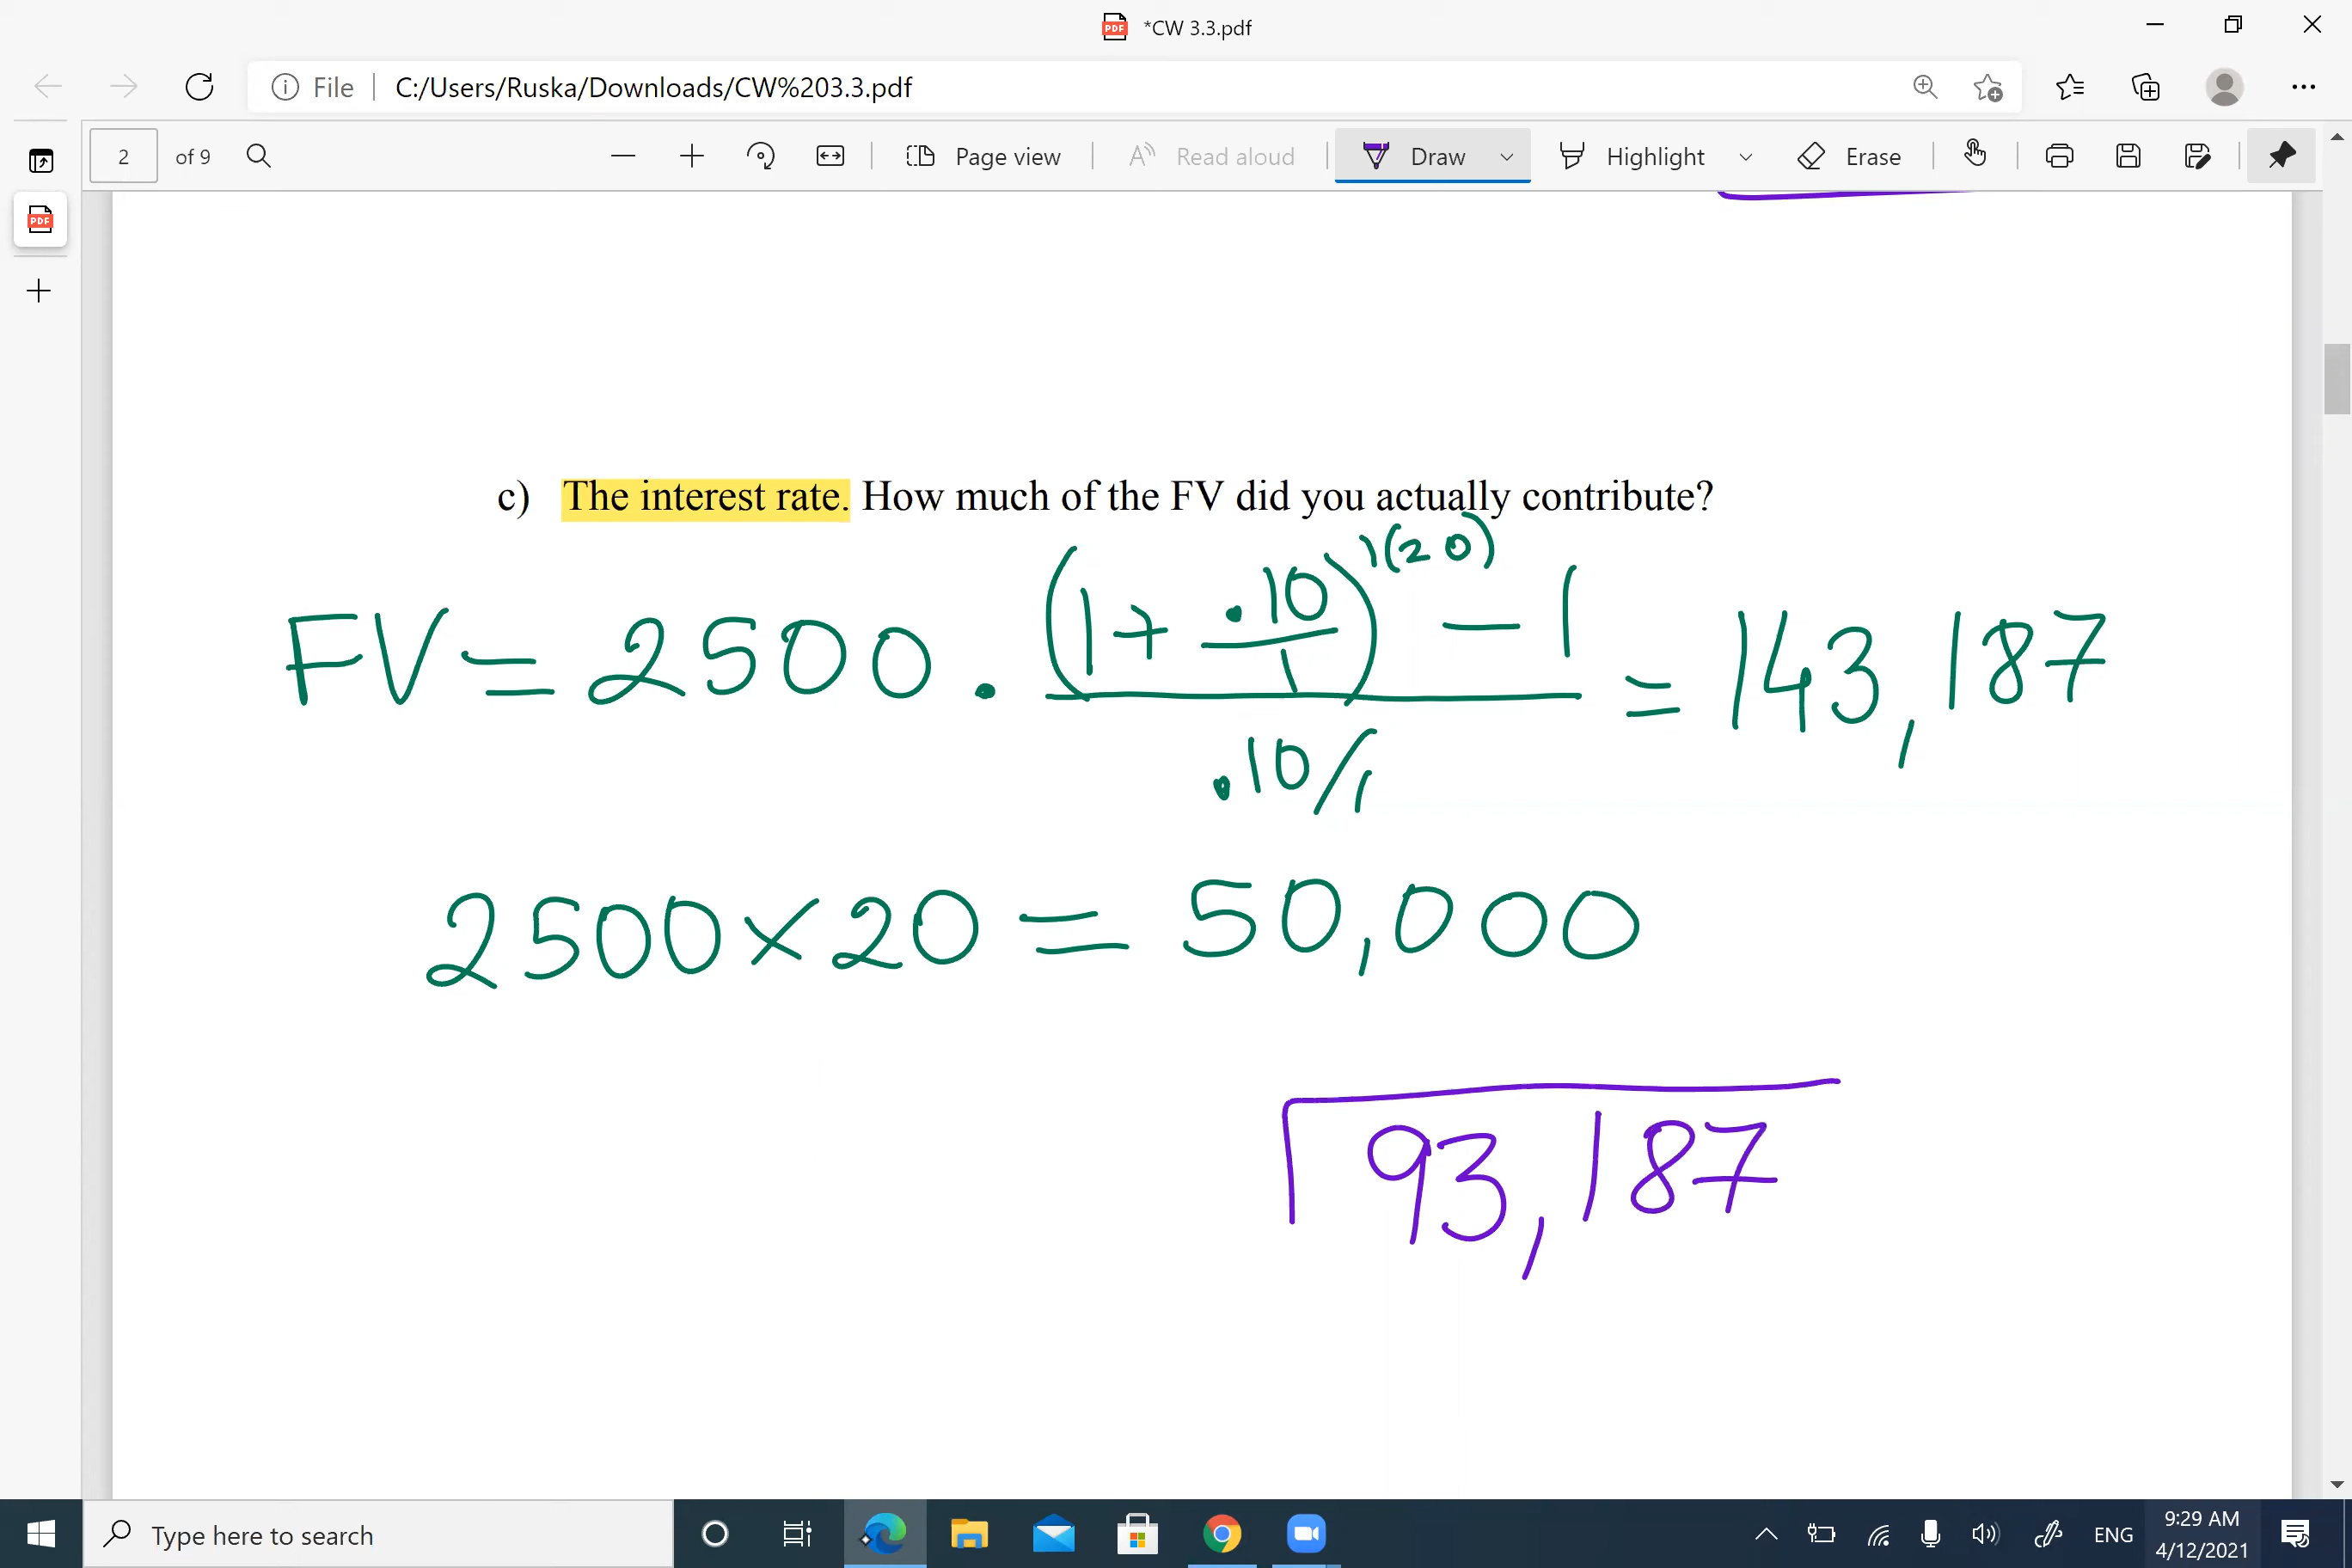 *CW 3.3.pdf
File C:/Users/Ruska/Downloads/CW%203.3.pdf
2 of 9 Page view Read aloud Draw Highlight Erase
c) The interest rate. How much of the FV did you actually contribute?
FV = 2500 · (1 + .10/1)^1(20) - 1 = 143,187
.10/1
2500 × 20 = 50,000
93,187
Type here to search
ENG
9:29 AM
4/12/2021